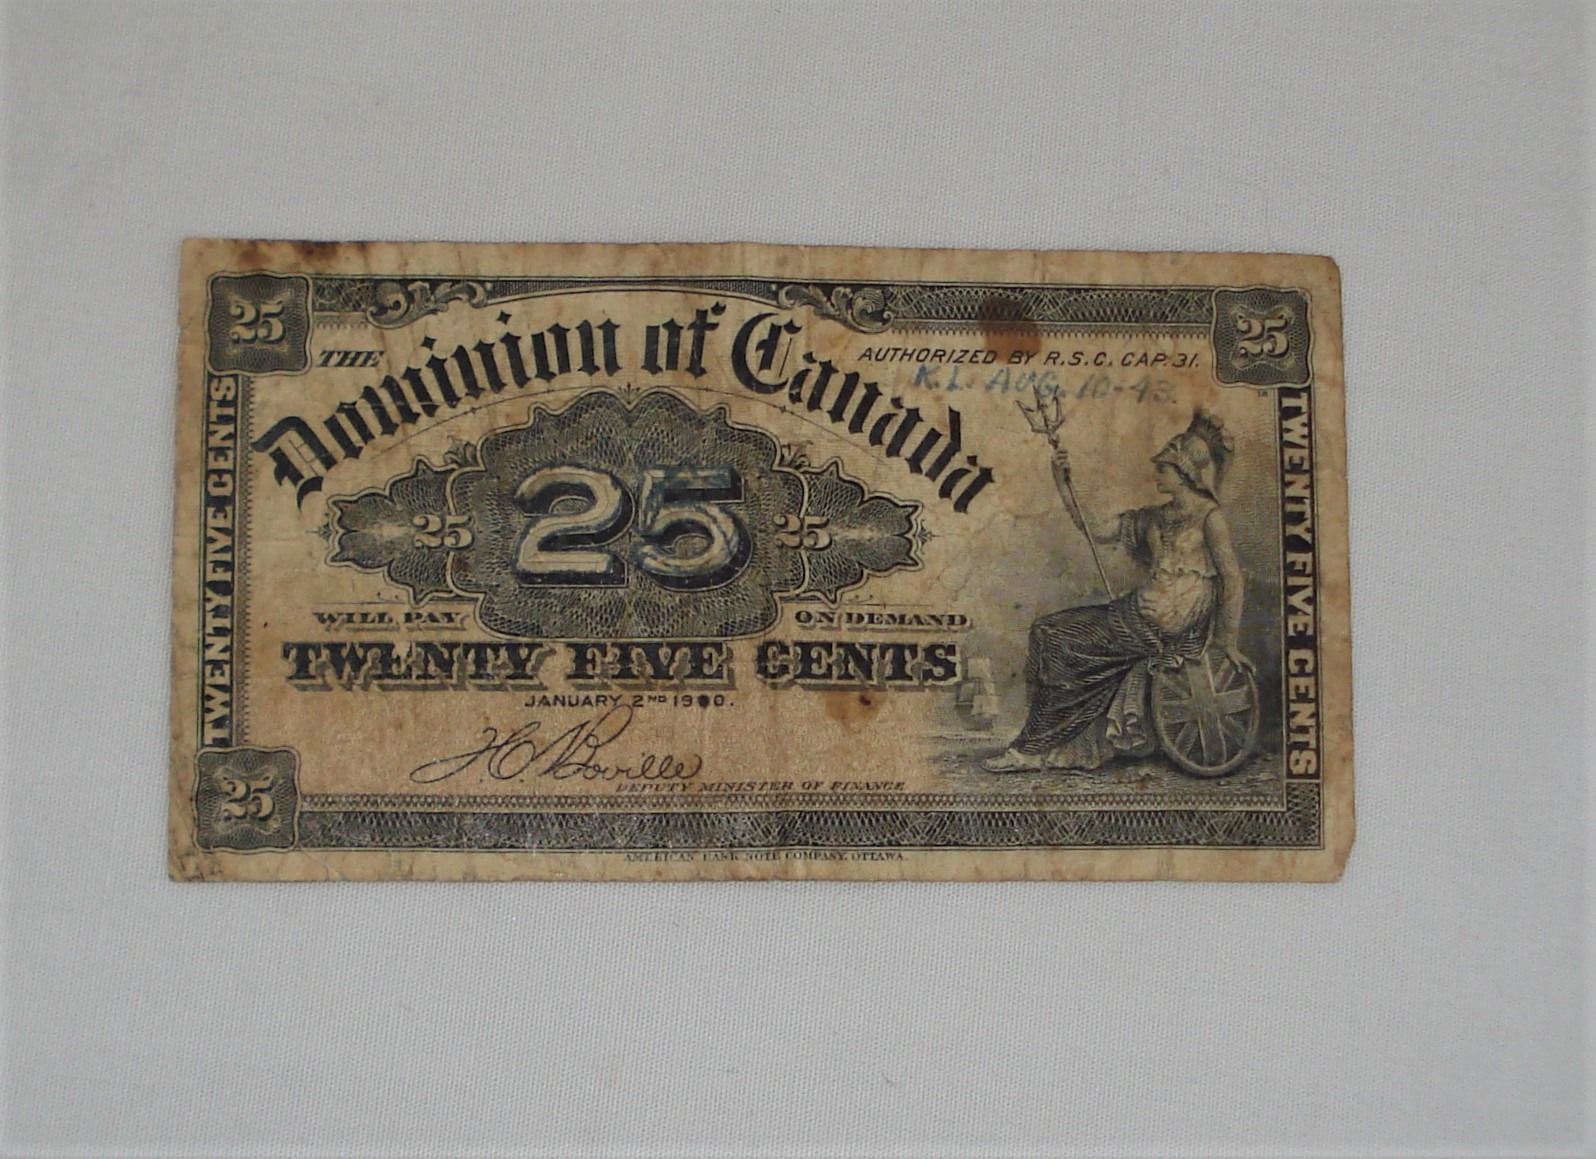 25 25
THE Dominion of Canada
AUTHORIZED BY R.S.C. CAP. 31.
K.L. AUG. 10-43.
TWENTY FIVE CENTS
25 25 25
TWENTY FIVE CENTS
WILL PAY ON DEMAND
TWENTY FIVE CENTS
JANUARY 2ND 1900.
H.C. Boville
DEPUTY MINISTER OF FINANCE
25
AMERICAN BANK NOTE COMPANY, OTTAWA.